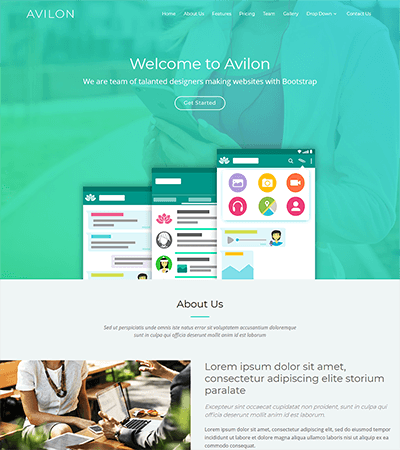 AVILON
Home About Us Features Pricing Team Gallery Drop Down Contact Us
Welcome to Avilon
We are team of talanted designers making websites with Bootstrap
Get Started
About Us
Sed ut perspiciatis unde omnis iste natus error sit voluptatem accusantium doloremque
sunt in culpa qui officia deserunt mollit anim id est laborum
Lorem ipsum dolor sit amet,
consectetur adipiscing elite storium
paralate
Excepteur sint occaecat cupidatat non proident, sunt in culpa qui
officia deserunt mollit anim id est laborum.
Lorem ipsum dolor sit amet, consectetur adipiscing elit, sed do eiusmod tempor
incididunt ut labore et dolore magna aliqua ullamco laboris nisi ut aliquip ex ea
commodo consequat.